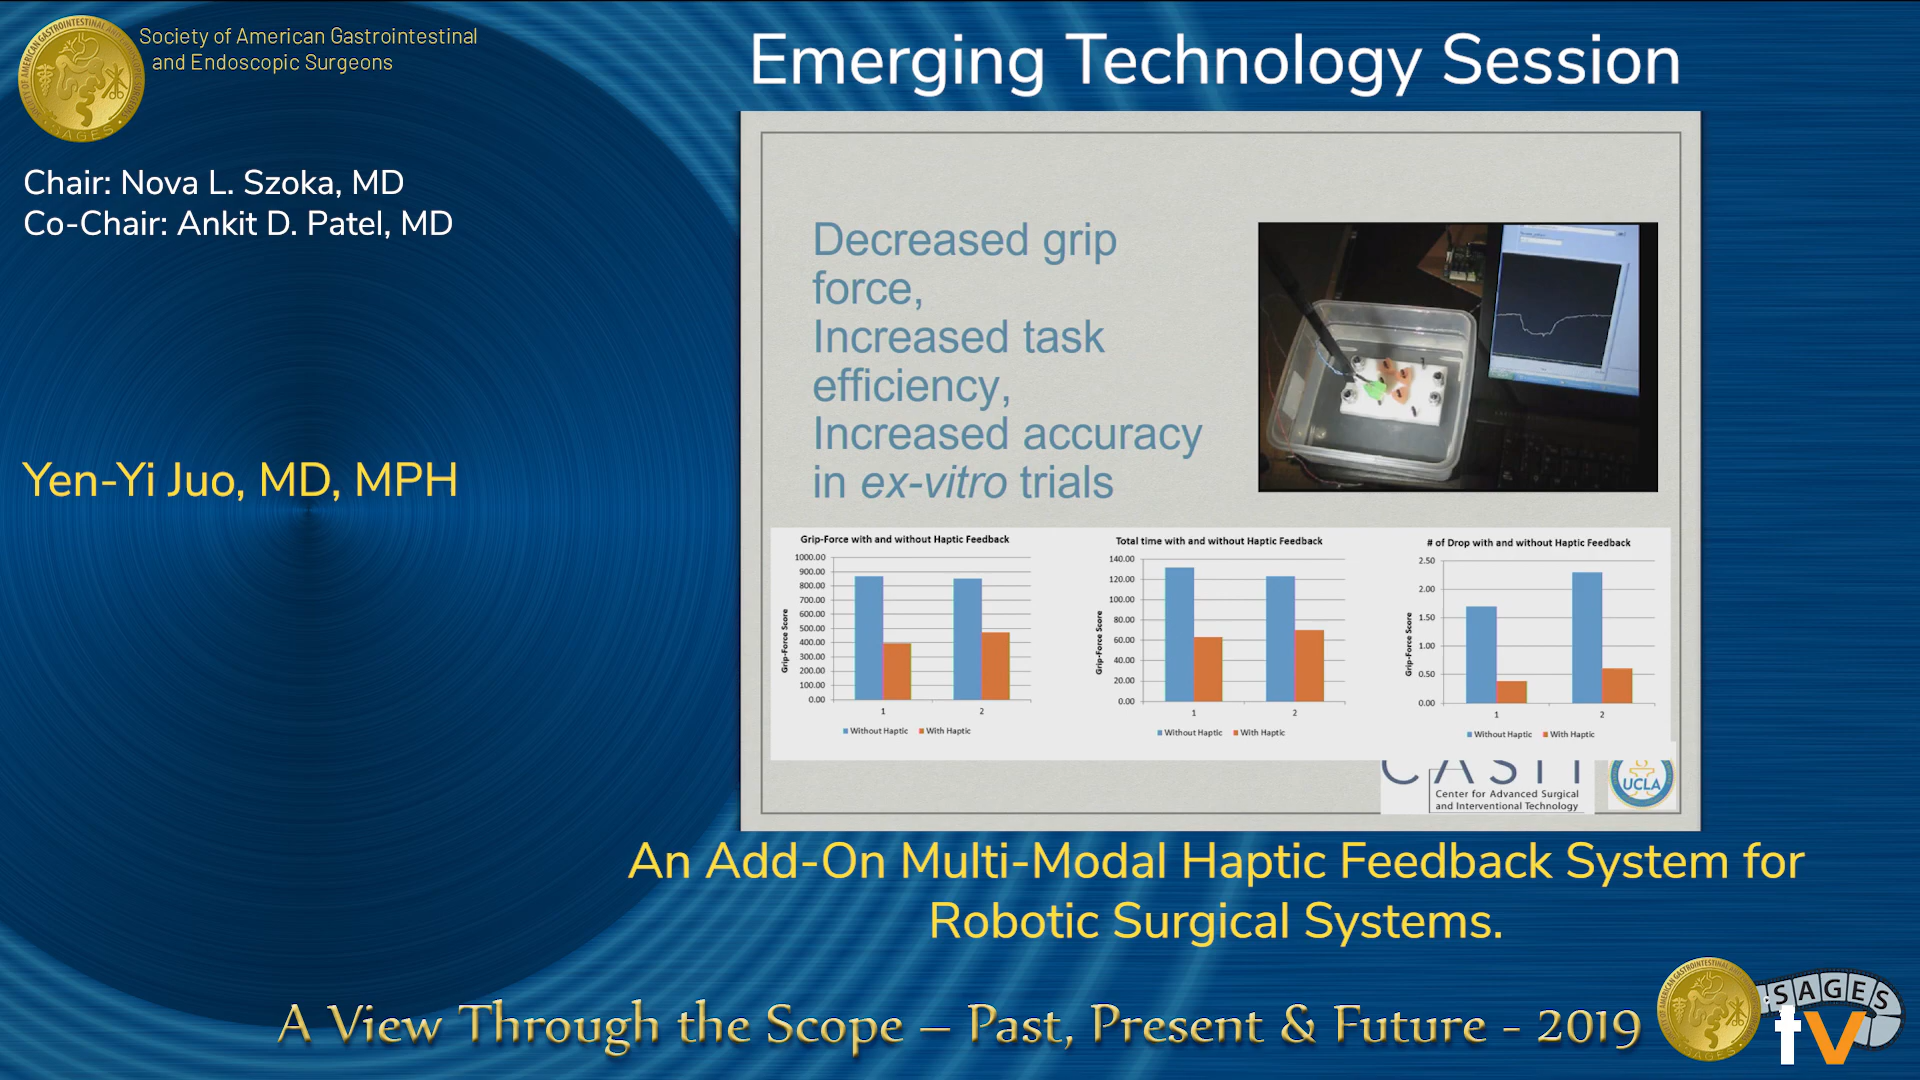 Society of American Gastrointestinal
and Endoscopic Surgeons
SAGES
Emerging Technology Session
Chair: Nova L. Szoka, MD
Co-Chair: Ankit D. Patel, MD
Yen-Yi Juo, MD, MPH
Decreased grip
force,
Increased task
efficiency,
Increased accuracy
in ex-vitro trials
Grip-Force with and without Haptic Feedback
Grip-Force Score
1000.00
900.00
800.00
700.00
600.00
500.00
400.00
300.00
200.00
100.00
0.00
1 2
Without Haptic With Haptic
Total time with and without Haptic Feedback
Grip-Force Score
140.00
120.00
100.00
80.00
60.00
40.00
20.00
0.00
1 2
Without Haptic With Haptic
# of Drop with and without Haptic Feedback
Grip-Force Score
2.50
2.00
1.50
1.00
0.50
0.00
1 2
Without Haptic With Haptic
CASIT
Center for Advanced Surgical
and Interventional Technology
UCLA
An Add-On Multi-Modal Haptic Feedback System for
Robotic Surgical Systems.
A View Through the Scope – Past, Present & Future - 2019
SAGES
tv